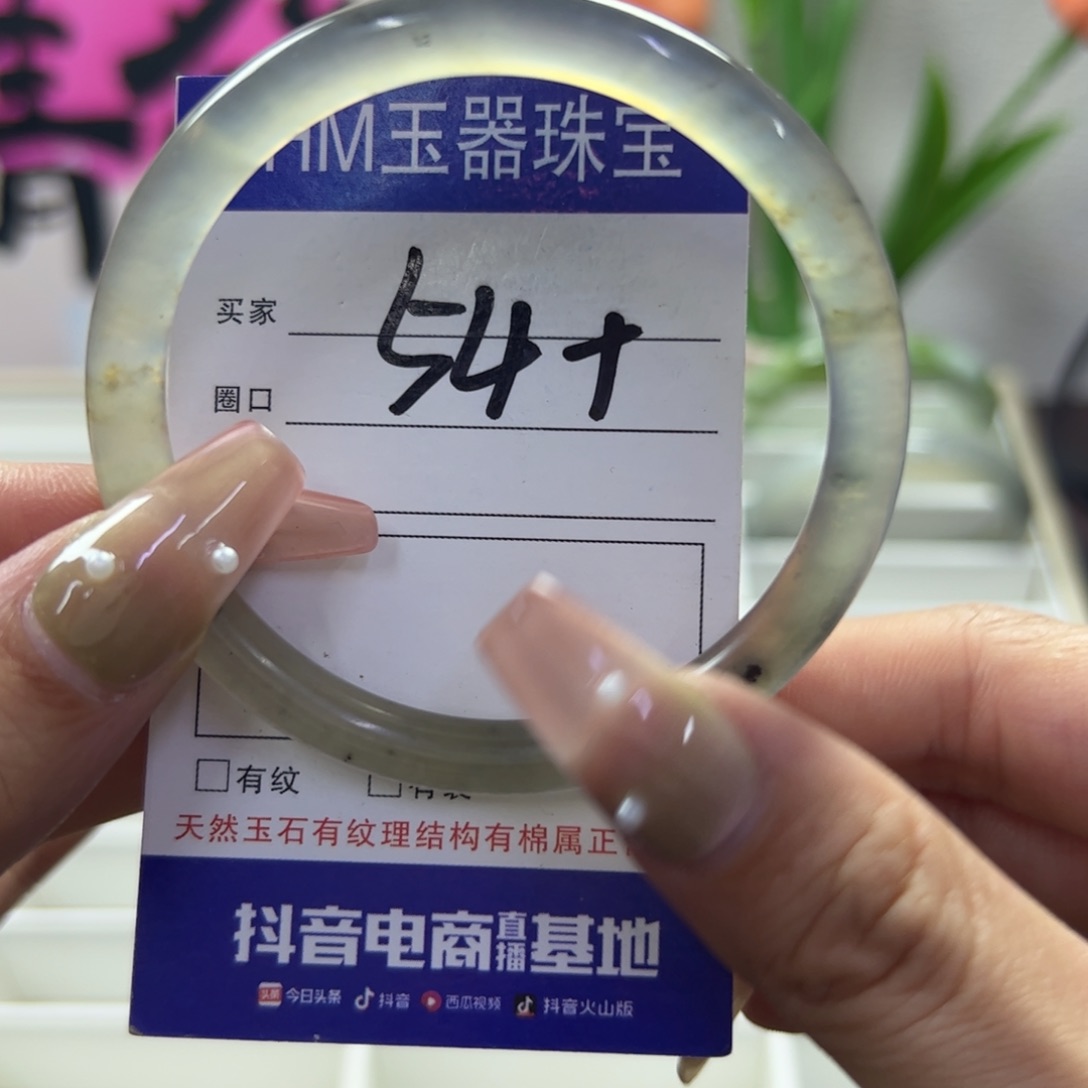 HM玉器珠宝
买家
54+
圈口
有纹
天然玉石有纹理结构有棉属正
抖音电商直播基地
头条 今日头条 抖音 西瓜视频 抖音火山版